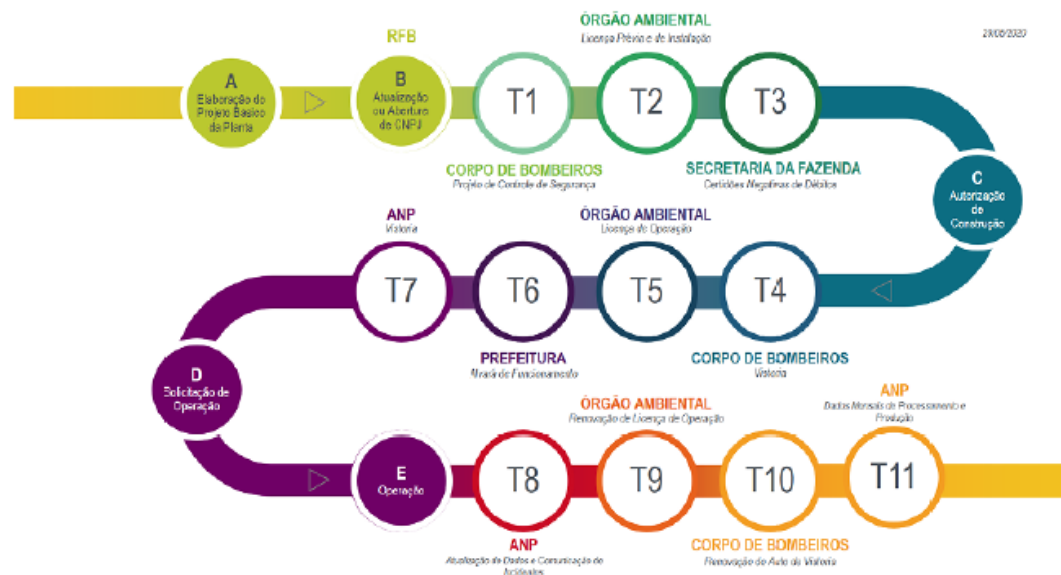 29/06/2020
RFB
ÓRGÃO AMBIENTAL
Licença Prévia e de Instalação
A
Elaboração do
Projeto Básico
da Planta
B
Atualização
ou Abertura
de CNPJ
T1
T2
T3
CORPO DE BOMBEIROS
Projeto de Controle de Segurança
SECRETARIA DA FAZENDA
Certidões Negativas de Débitos
C
Autorização
de
Construção
ANP
Vistoria
ÓRGÃO AMBIENTAL
Licença de Operação
T7
T6
T5
T4
PREFEITURA
Alvará de Funcionamento
CORPO DE BOMBEIROS
Vistoria
D
Solicitação de
Operação
ÓRGÃO AMBIENTAL
Renovação de Licença de Operação
ANP
Dados Mensais de Processamento e
Produção
E
Operação
T8
T9
T10
T11
ANP
Atualização de Dados e Comunicação de
Incidentes
CORPO DE BOMBEIROS
Renovação do Auto de Vistoria